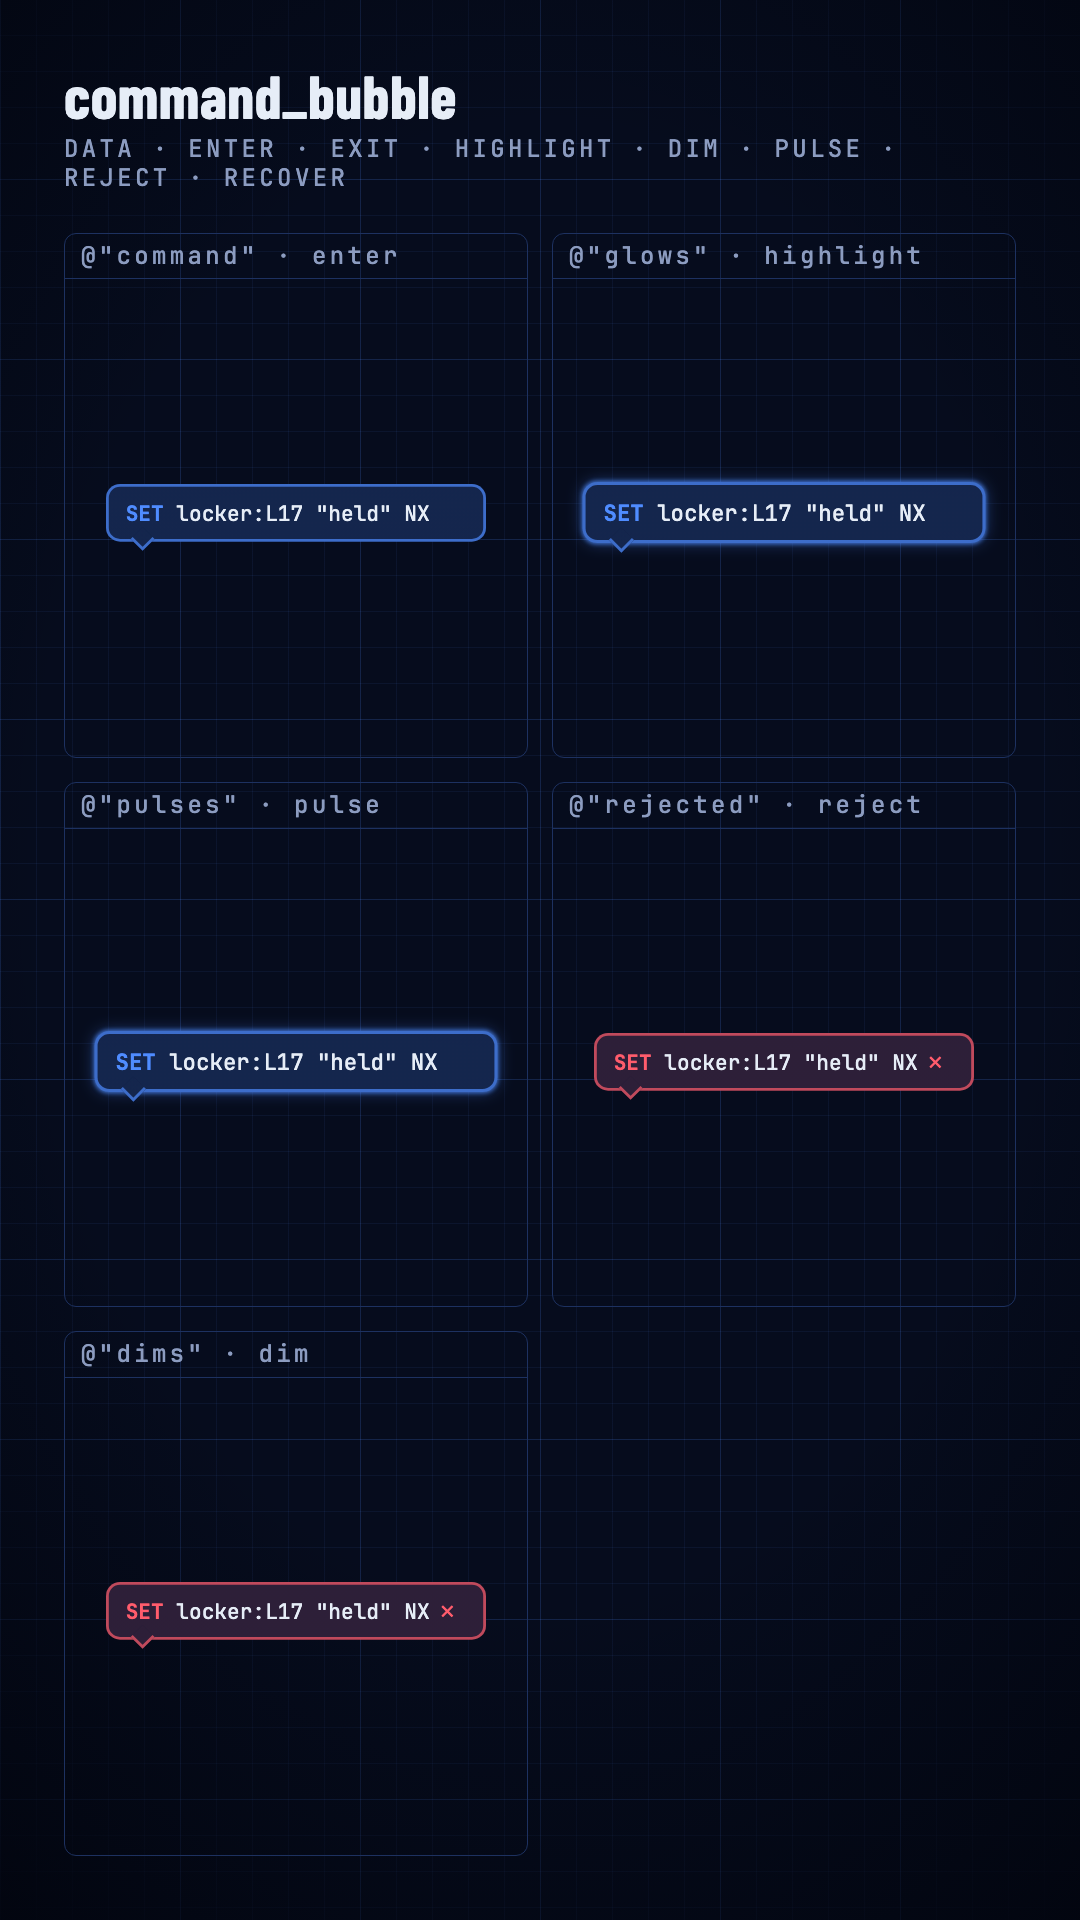 command_bubble
DATA · ENTER · EXIT · HIGHLIGHT · DIM · PULSE ·
REJECT · RECOVER
@"command" · enter
@"glows" · highlight
SET locker:L17 "held" NX
SET locker:L17 "held" NX
@"pulses" · pulse
@"rejected" · reject
SET locker:L17 "held" NX
SET locker:L17 "held" NX ×
@"dims" · dim
SET locker:L17 "held" NX ×